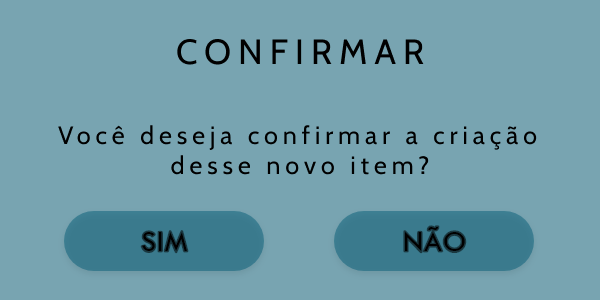 CONFIRMAR
Você deseja confirmar a criação
desse novo item?
SIM
NÃO